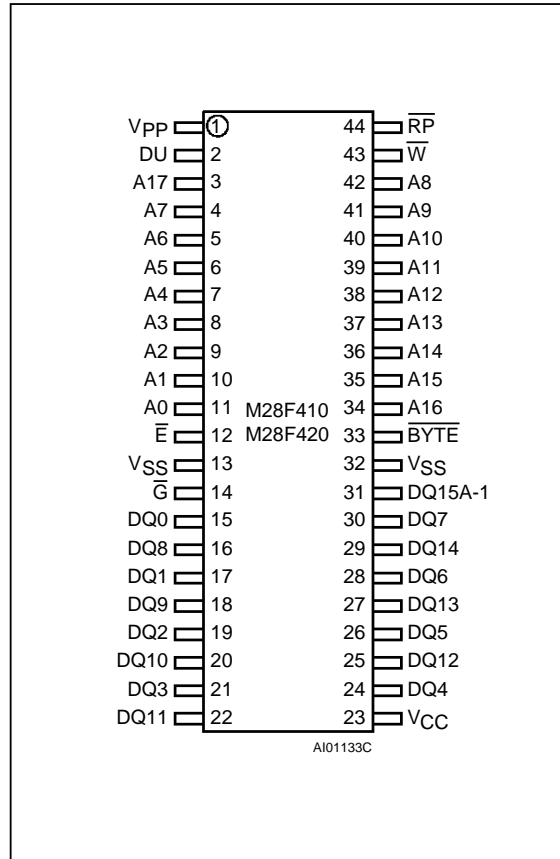 VPP 1 44 R̅P̅
DU 2 43 W̅
A17 3 42 A8
A7 4 41 A9
A6 5 40 A10
A5 6 39 A11
A4 7 38 A12
A3 8 37 A13
A2 9 36 A14
A1 10 35 A15
A0 11 M28F410 34 A16
E̅ 12 M28F420 33 B̅Y̅T̅E̅
VSS 13 32 VSS
G̅ 14 31 DQ15A-1
DQ0 15 30 DQ7
DQ8 16 29 DQ14
DQ1 17 28 DQ6
DQ9 18 27 DQ13
DQ2 19 26 DQ5
DQ10 20 25 DQ12
DQ3 21 24 DQ4
DQ11 22 23 VCC
AI01133C